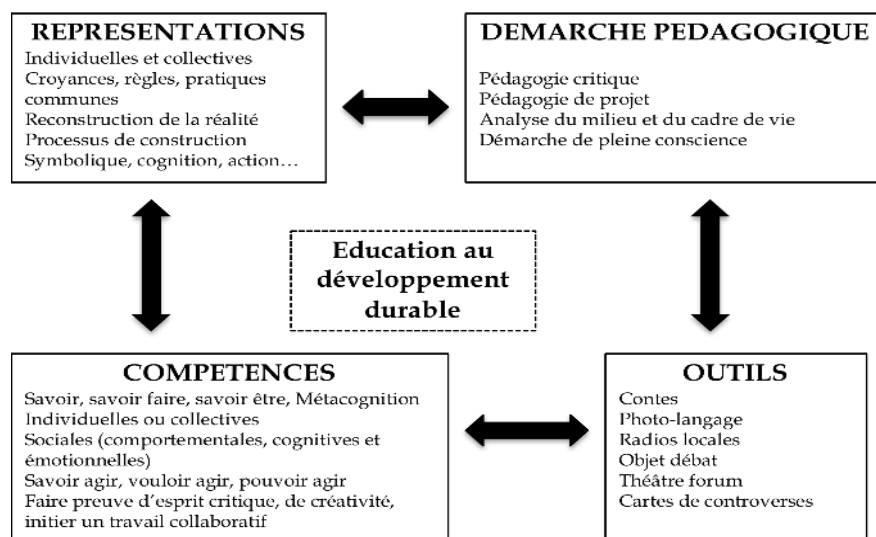 REPRESENTATIONS
Individuelles et collectives
Croyances, règles, pratiques
communes
Reconstruction de la réalité
Processus de construction
Symbolique, cognition, action…
DEMARCHE PEDAGOGIQUE
Pédagogie critique
Pédagogie de projet
Analyse du milieu et du cadre de vie
Démarche de pleine conscience
Education au
développement
durable
COMPETENCES
Savoir, savoir faire, savoir être, Métacognition
Individuelles ou collectives
Sociales (comportementales, cognitives et
émotionnelles)
Savoir agir, vouloir agir, pouvoir agir
Faire preuve d'esprit critique, de créativité,
initier un travail collaboratif
OUTILS
Contes
Photo-langage
Radios locales
Objet débat
Théâtre forum
Cartes de controverses